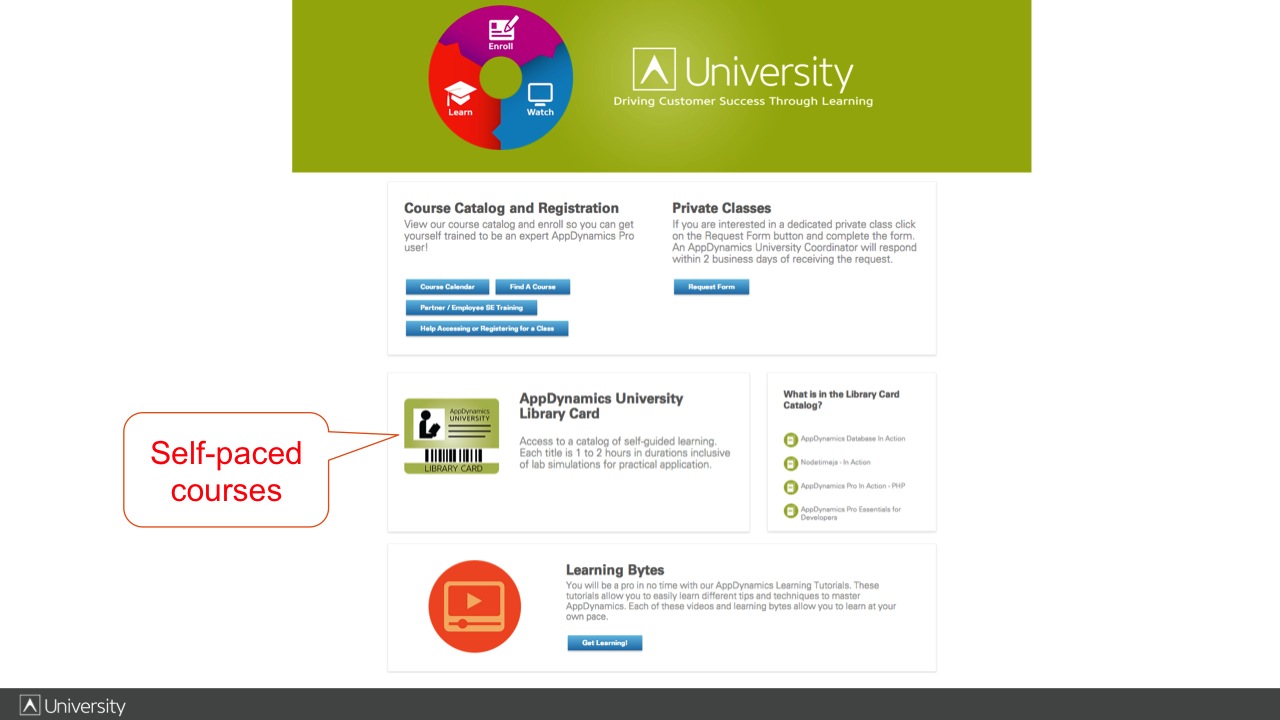 Enroll
Learn
Watch
University
Driving Customer Success Through Learning
Course Catalog and Registration
View our course catalog and enroll so you can get
yourself trained to be an expert AppDynamics Pro
user!
Course Calendar
Find A Course
Partner / Employee SE Training
Help Accessing or Registering for a Class
Private Classes
If you are interested in a dedicated private class click
on the Request Form button and complete the form.
An AppDynamics University Coordinator will respond
within 2 business days of receiving the request.
Request Form
Self-paced
courses
AppDynamics
UNIVERSITY
LIBRARY CARD
AppDynamics University
Library Card
Access to a catalog of self-guided learning.
Each title is 1 to 2 hours in durations inclusive
of lab simulations for practical application.
What is in the Library Card
Catalog?
AppDynamics Database In Action
Nodetimejs - In Action
AppDynamics Pro In Action - PHP
AppDynamics Pro Essentials for
Developers
Learning Bytes
You will be a pro in no time with our AppDynamics Learning Tutorials. These
tutorials allow you to easily learn different tips and techniques to master
AppDynamics. Each of these videos and learning bytes allow you to learn at your
own pace.
Get Learning!
University